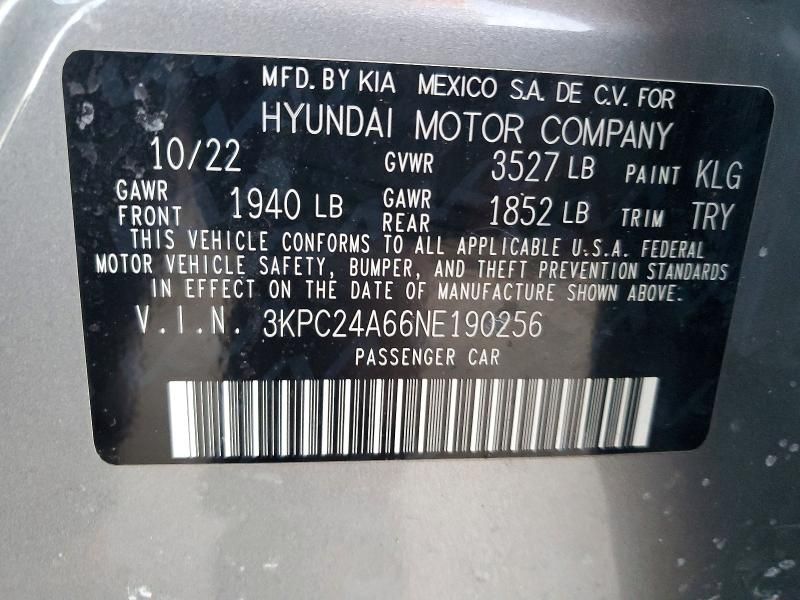 MFD. BY KIA MEXICO S.A. DE C.V. FOR
HYUNDAI MOTOR COMPANY
10/22 GVWR 3527 LB PAINT KLG
GAWR FRONT 1940 LB GAWR REAR 1852 LB TRIM TRY
THIS VEHICLE CONFORMS TO ALL APPLICABLE U.S.A. FEDERAL
MOTOR VEHICLE SAFETY, BUMPER, AND THEFT PREVENTION STANDARDS
IN EFFECT ON THE DATE OF MANUFACTURE SHOWN ABOVE.
V.I.N. 3KPC24A66NE190256
PASSENGER CAR